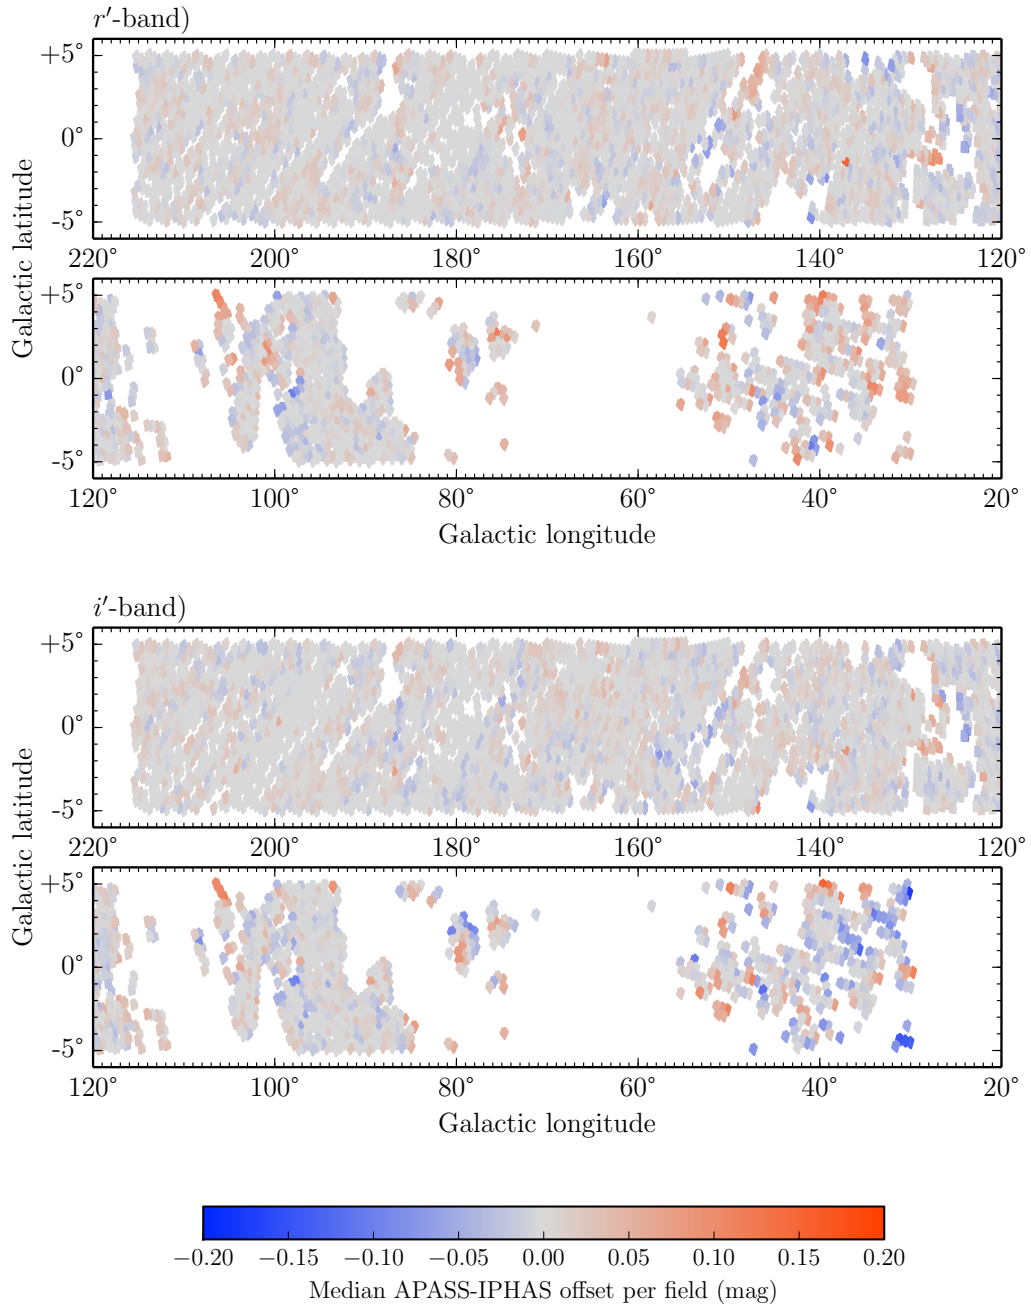 r′-band)
+5°
0°
-5°
220° 200° 180° 160° 140° 120°
+5°
0°
-5°
120° 100° 80° 60° 40° 20°
Galactic latitude
Galactic longitude
i′-band)
+5°
0°
-5°
220° 200° 180° 160° 140° 120°
+5°
0°
-5°
120° 100° 80° 60° 40° 20°
Galactic latitude
Galactic longitude
−0.20 −0.15 −0.10 −0.05 0.00 0.05 0.10 0.15 0.20
Median APASS-IPHAS offset per field (mag)